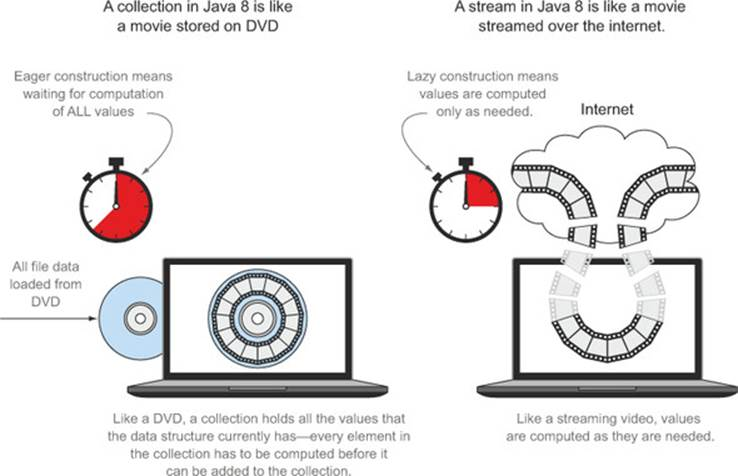 A collection in Java 8 is like
a movie stored on DVD
Eager construction means
waiting for computation
of ALL values
All file data
loaded from
DVD
Like a DVD, a collection holds all the values that
the data structure currently has—every element in
the collection has to be computed before it
can be added to the collection.
A stream in Java 8 is like a movie
streamed over the internet.
Lazy construction means
values are computed
only as needed.
Internet
Like a streaming video, values
are computed as they are needed.